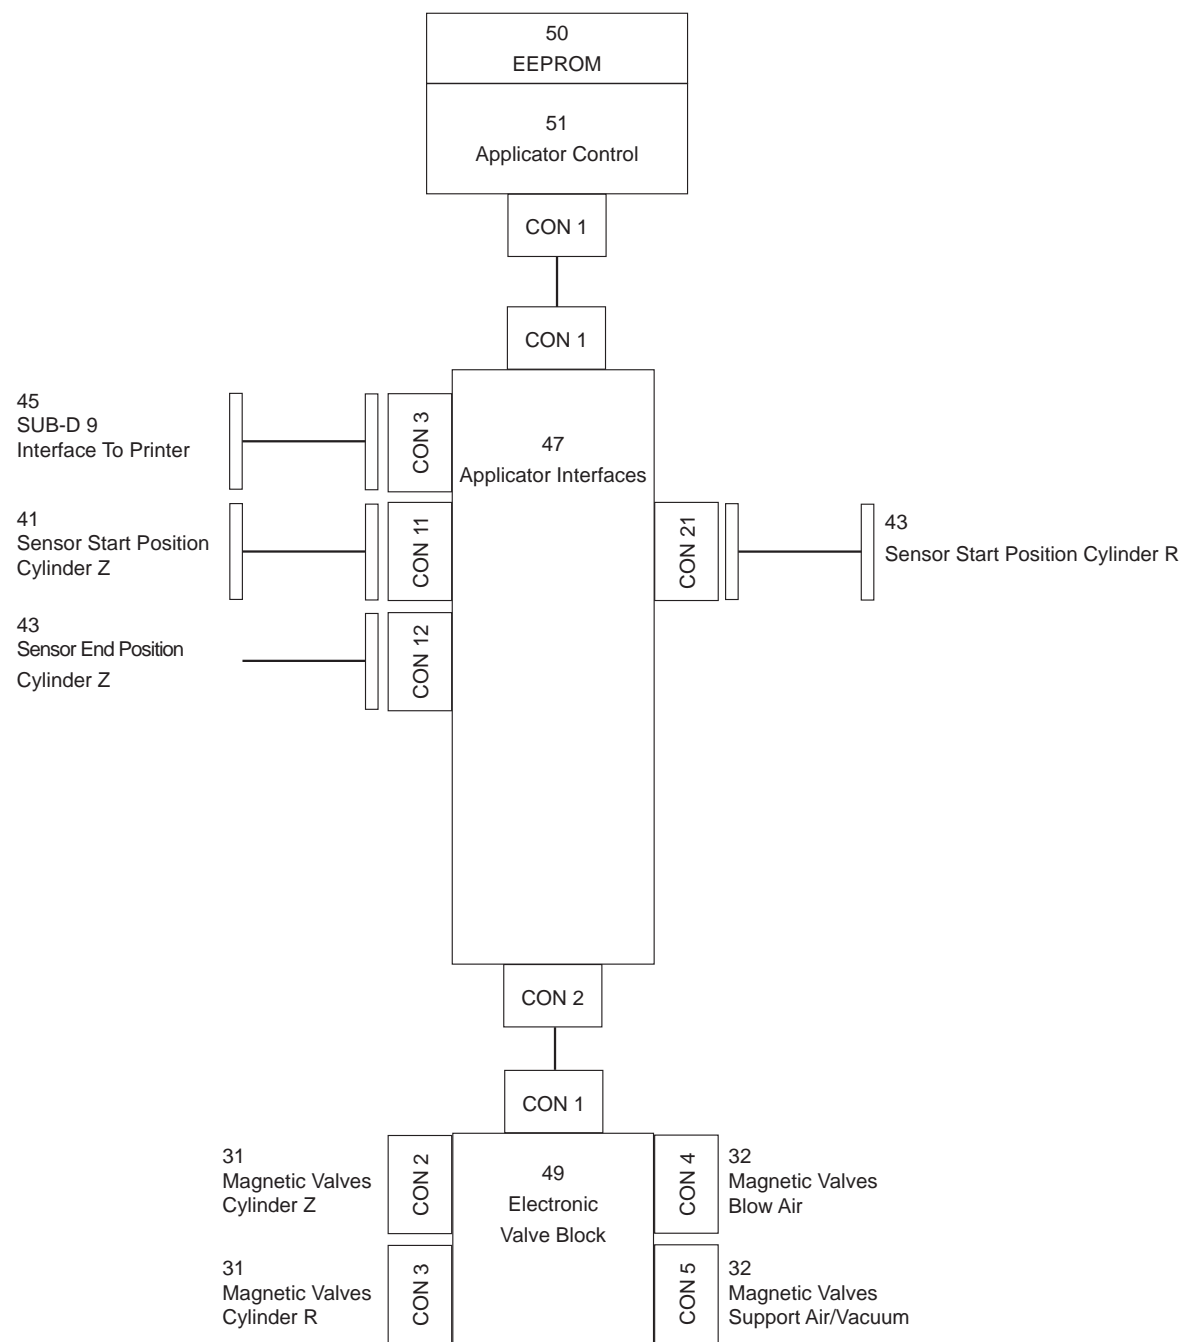 50
EEPROM
51
Applicator Control
CON 1
CON 1
45
SUB-D 9
Interface To Printer
CON 3
47
Applicator Interfaces
41
Sensor Start Position
Cylinder Z
CON 11
CON 21
43
Sensor Start Position Cylinder R
43
Sensor End Position
Cylinder Z
CON 12
CON 2
CON 1
31
Magnetic Valves
Cylinder Z
CON 2
49
Electronic
Valve Block
CON 4
32
Magnetic Valves
Blow Air
31
Magnetic Valves
Cylinder R
CON 3
CON 5
32
Magnetic Valves
Support Air/Vacuum